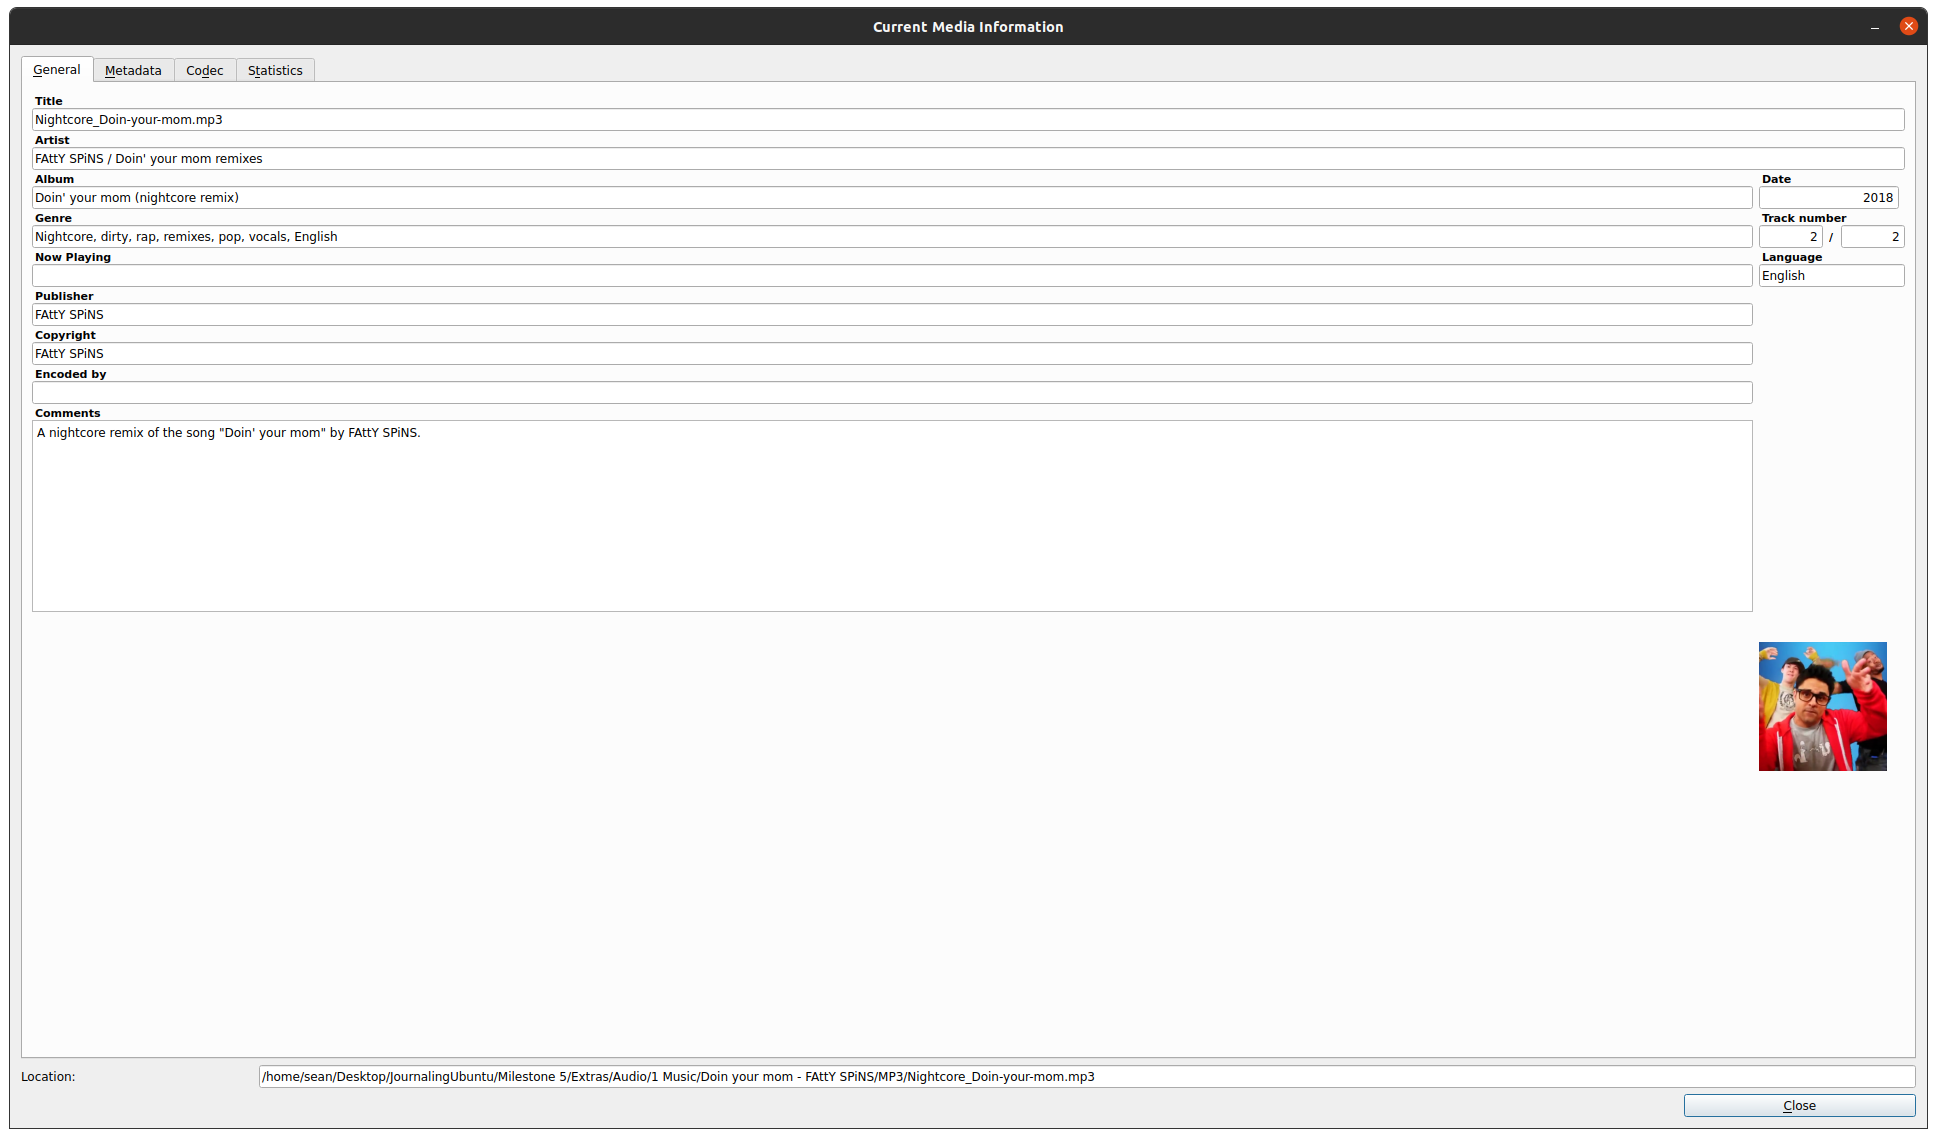 Current Media Information
General Metadata Codec Statistics
Title
Nightcore_Doin-your-mom.mp3
Artist
FAttY SPiNS / Doin' your mom remixes
Album Date
Doin' your mom (nightcore remix) 2018
Genre Track number
Nightcore, dirty, rap, remixes, pop, vocals, English 2 / 2
Now Playing Language
English
Publisher
FAttY SPiNS
Copyright
FAttY SPiNS
Encoded by
Comments
A nightcore remix of the song "Doin' your mom" by FAttY SPiNS.
Location: /home/sean/Desktop/JournalingUbuntu/Milestone 5/Extras/Audio/1 Music/Doin your mom - FAttY SPiNS/MP3/Nightcore_Doin-your-mom.mp3
Close